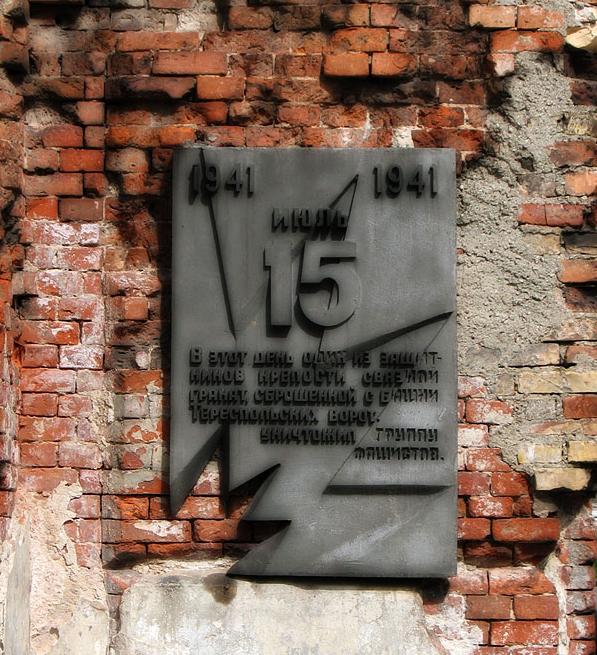 1941 1941
ИЮЛЬ
15
В ЭТОТ ДЕНЬ ОДИН ИЗ ЗАЩИТ-
НИКОВ КРЕПОСТИ, СВЯЗКОЙ
ГРАНАТ, СБРОШЕННОЙ С БАШНИ
ТЕРЕСПОЛЬСКИХ ВОРОТ,
УНИЧТОЖИЛ ГРУППУ
ФАШИСТОВ.